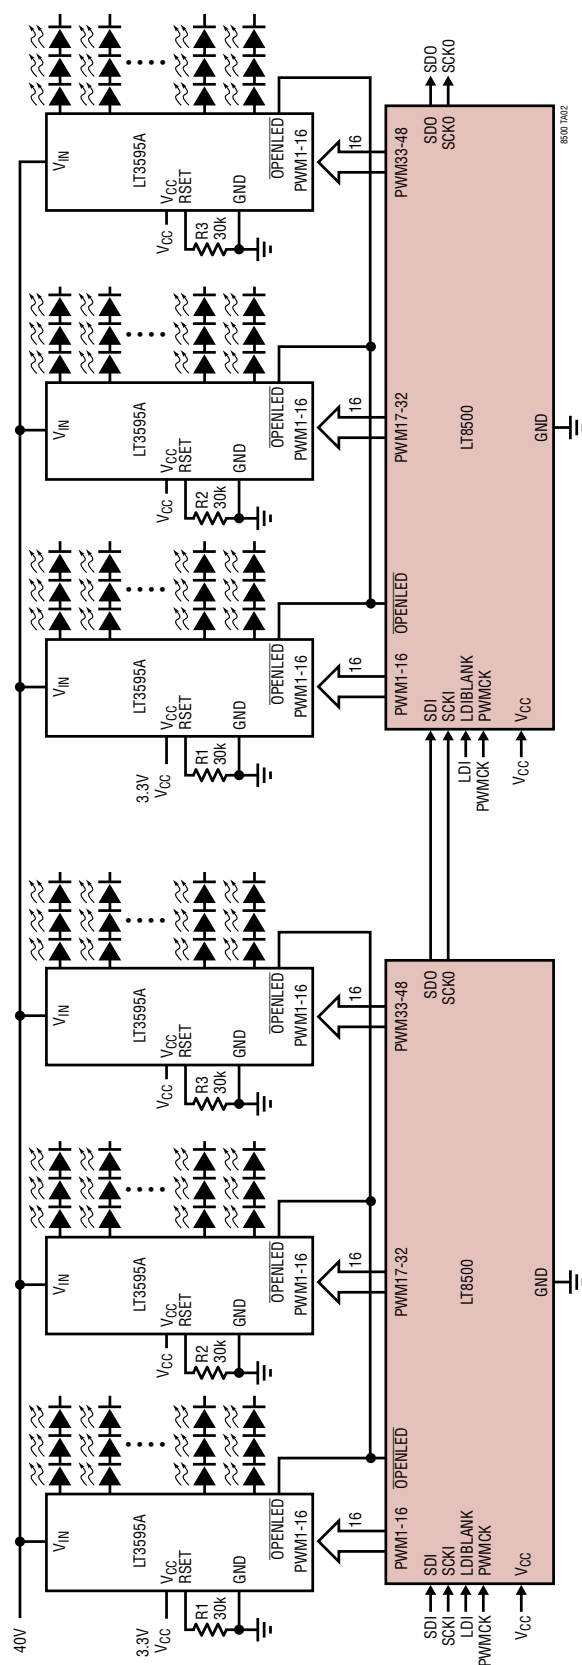 40V
VIN
LT3595A
3.3V
VCC
VCC
RSET
R1
30k
GND
OPENLED
PWM1-16
16
VIN
LT3595A
VCC
VCC
RSET
R2
30k
GND
OPENLED
PWM1-16
16
VIN
LT3595A
VCC
VCC
RSET
R3
30k
GND
OPENLED
PWM1-16
16
PWM1-16
OPENLED
PWM17-32
PWM33-48
SDI
SDI
SDO
SCKI
SCKI
SCK0
LDI
LDIBLANK
PWMCK
PWMCK
LT8500
VCC
VCC
GND
VIN
LT3595A
3.3V
VCC
VCC
RSET
R1
30k
GND
OPENLED
PWM1-16
16
VIN
LT3595A
VCC
VCC
RSET
R2
30k
GND
OPENLED
PWM1-16
16
VIN
LT3595A
VCC
VCC
RSET
R3
30k
GND
OPENLED
PWM1-16
16
PWM1-16
OPENLED
PWM17-32
PWM33-48
SDI
SDO
SDO
SCKI
SCK0
SCK0
LDI
LDIBLANK
PWMCK
PWMCK
LT8500
VCC
VCC
GND
8500 TA02